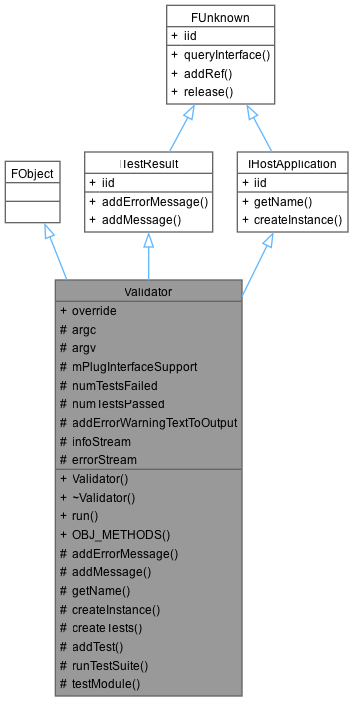 FUnknown
+ iid
+ queryInterface()
+ addRef()
+ release()
FObject
ITestResult
+ iid
+ addErrorMessage()
+ addMessage()
IHostApplication
+ iid
+ getName()
+ createInstance()
Validator
+ override
# argc
# argv
# mPlugInterfaceSupport
# numTestsFailed
# numTestsPassed
# addErrorWarningTextToOutput
# infoStream
# errorStream
+ Validator()
+ ~Validator()
+ run()
+ OBJ_METHODS()
# addErrorMessage()
# addMessage()
# getName()
# createInstance()
# createTests()
# addTest()
# runTestSuite()
# testModule()